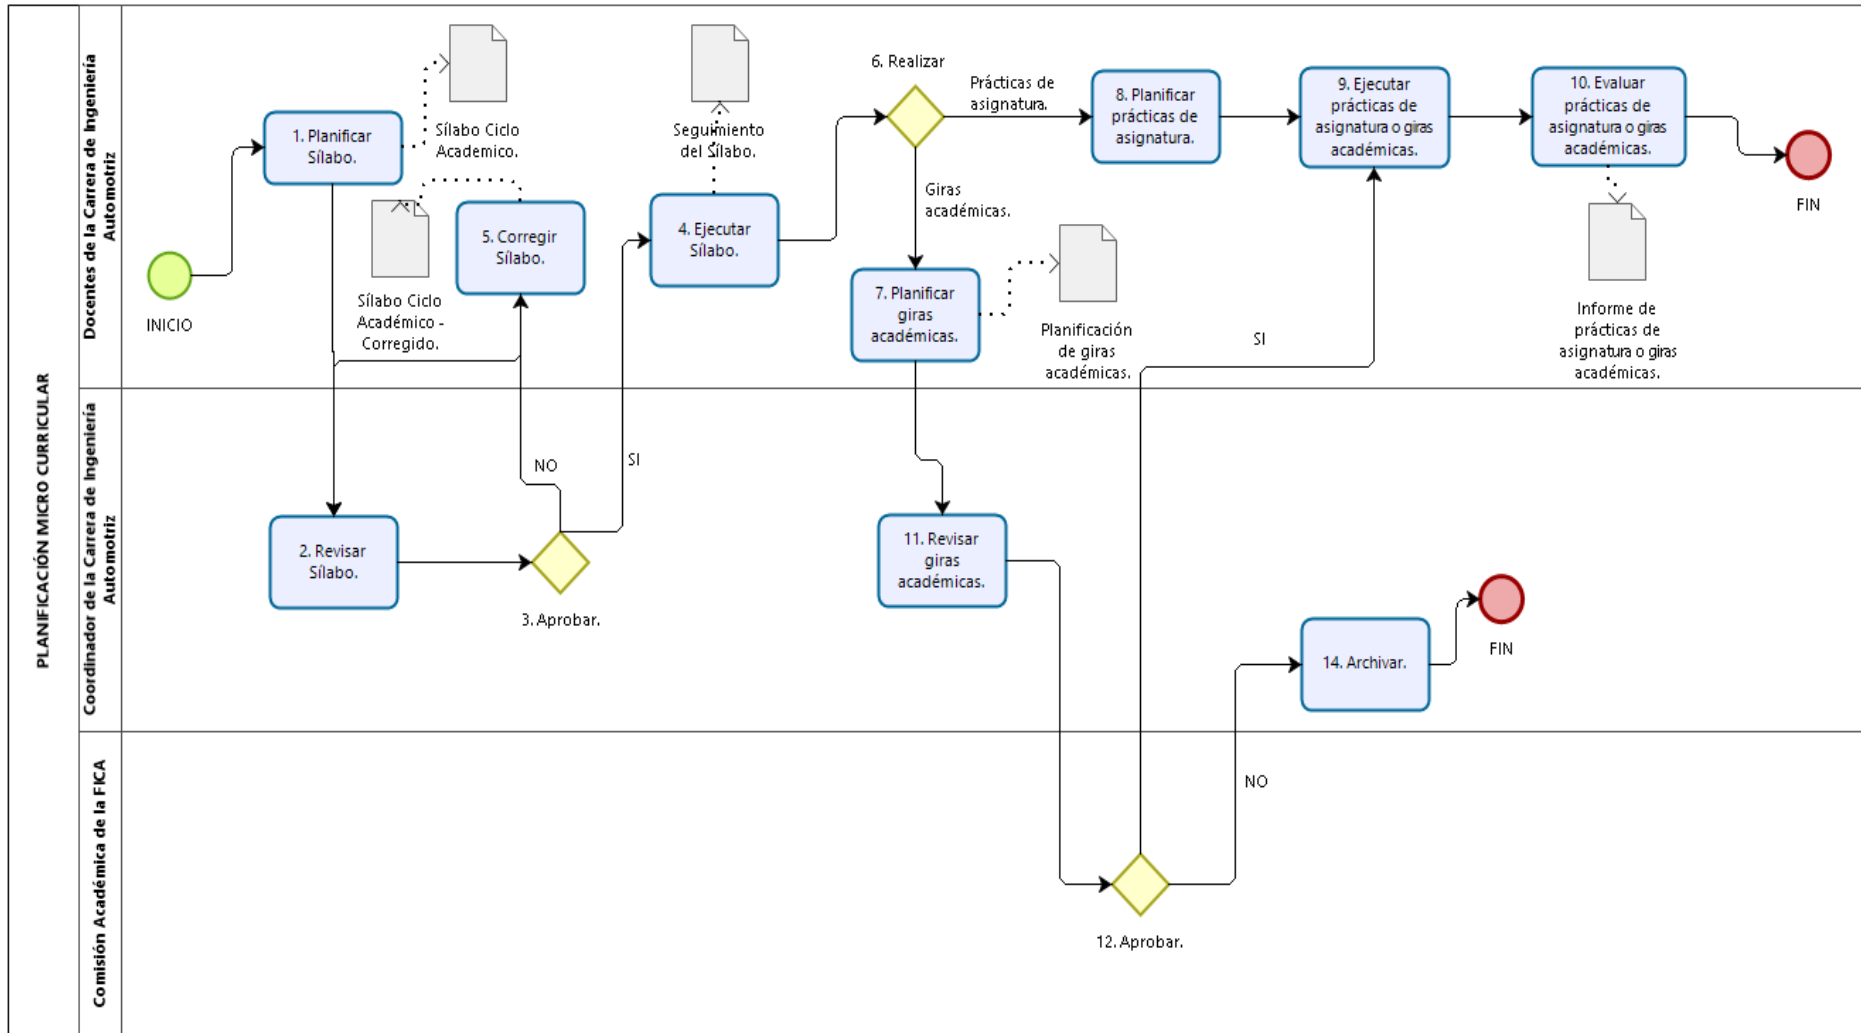 PLANIFICACIÓN MICRO CURRICULAR
Docentes de la Carrera de Ingeniería
Automotriz
INICIO
1. Planificar
Sílabo.
Sílabo Ciclo
Academico.
Sílabo Ciclo
Académico -
Corregido.
5. Corregir
Sílabo.
Seguimiento
del Sílabo.
4. Ejecutar
Sílabo.
6. Realizar
Prácticas de
asignatura.
Giras
académicas.
7. Planificar
giras
académicas.
Planificación
de giras
académicas.
8. Planificar
prácticas de
asignatura.
9. Ejecutar
prácticas de
asignatura o giras
académicas.
10. Evaluar
prácticas de
asignatura o giras
académicas.
Informe de
prácticas de
asignatura o giras
académicas.
FIN
SI
Coordinador de la Carrera de Ingeniería
Automotriz
2. Revisar
Sílabo.
NO
SI
3. Aprobar.
11. Revisar
giras
académicas.
14. Archivar.
FIN
Comisión Académica de la FICA
NO
12. Aprobar.